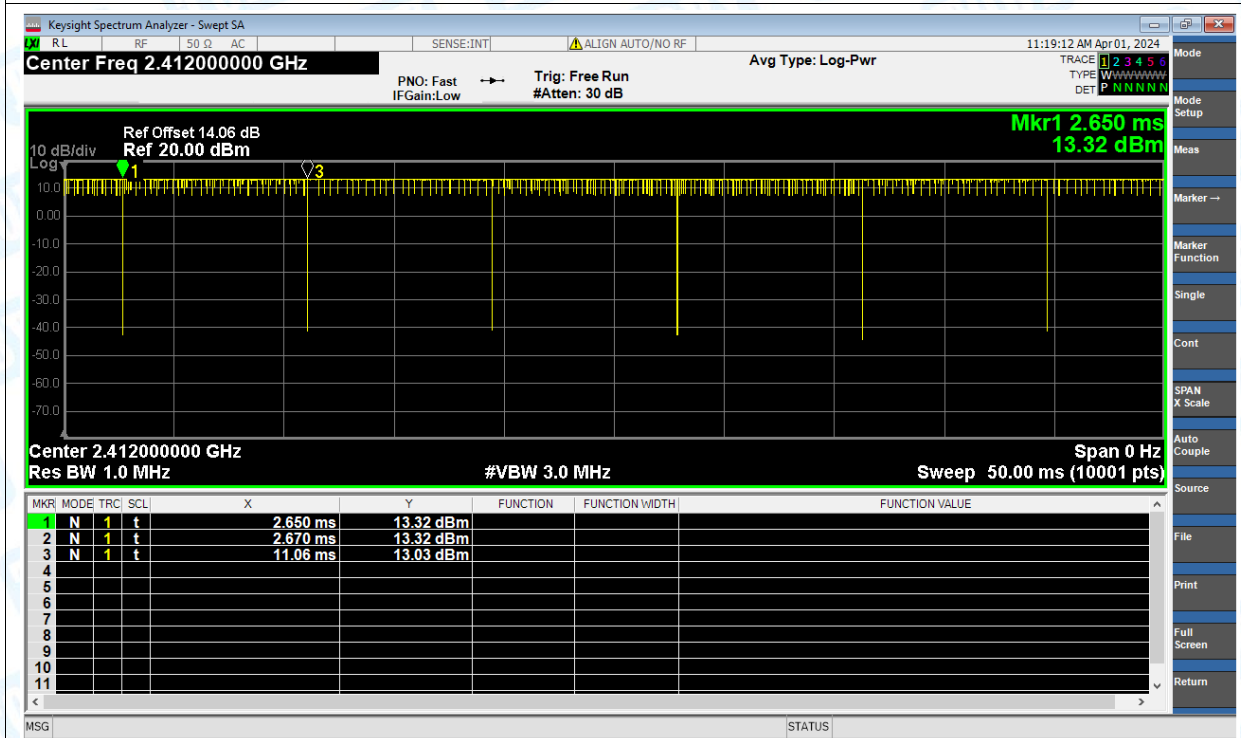 Keysight Spectrum Analyzer - Swept SA
LXI RL RF 50 Ω AC SENSE:INT ALIGN AUTO/NO RF 11:19:12 AM Apr 01, 2024
Center Freq 2.412000000 GHz
PNO: Fast
IFGain:Low
Trig: Free Run
#Atten: 30 dB
Avg Type: Log-Pwr
TRACE 1 2 3 4 5 6
TYPE WWWWWW
DET P N N N N N
Ref Offset 14.06 dB
10 dB/div Ref 20.00 dBm
Log
Mkr1 2.650 ms
13.32 dBm
1
3
10.0
0.00
-10.0
-20.0
-30.0
-40.0
-50.0
-60.0
-70.0
Center 2.412000000 GHz Span 0 Hz
Res BW 1.0 MHz #VBW 3.0 MHz Sweep 50.00 ms (10001 pts)
MKR MODE TRC SCL X Y FUNCTION FUNCTION WIDTH FUNCTION VALUE
1 N 1 t 2.650 ms 13.32 dBm
2 N 1 t 2.670 ms 13.32 dBm
3 N 1 t 11.06 ms 13.03 dBm
4
5
6
7
8
9
10
11
MSG STATUS
Mode
Mode
Setup
Meas
Marker →
Marker
Function
Single
Cont
SPAN
X Scale
Auto
Couple
Source
File
Print
Full
Screen
Return